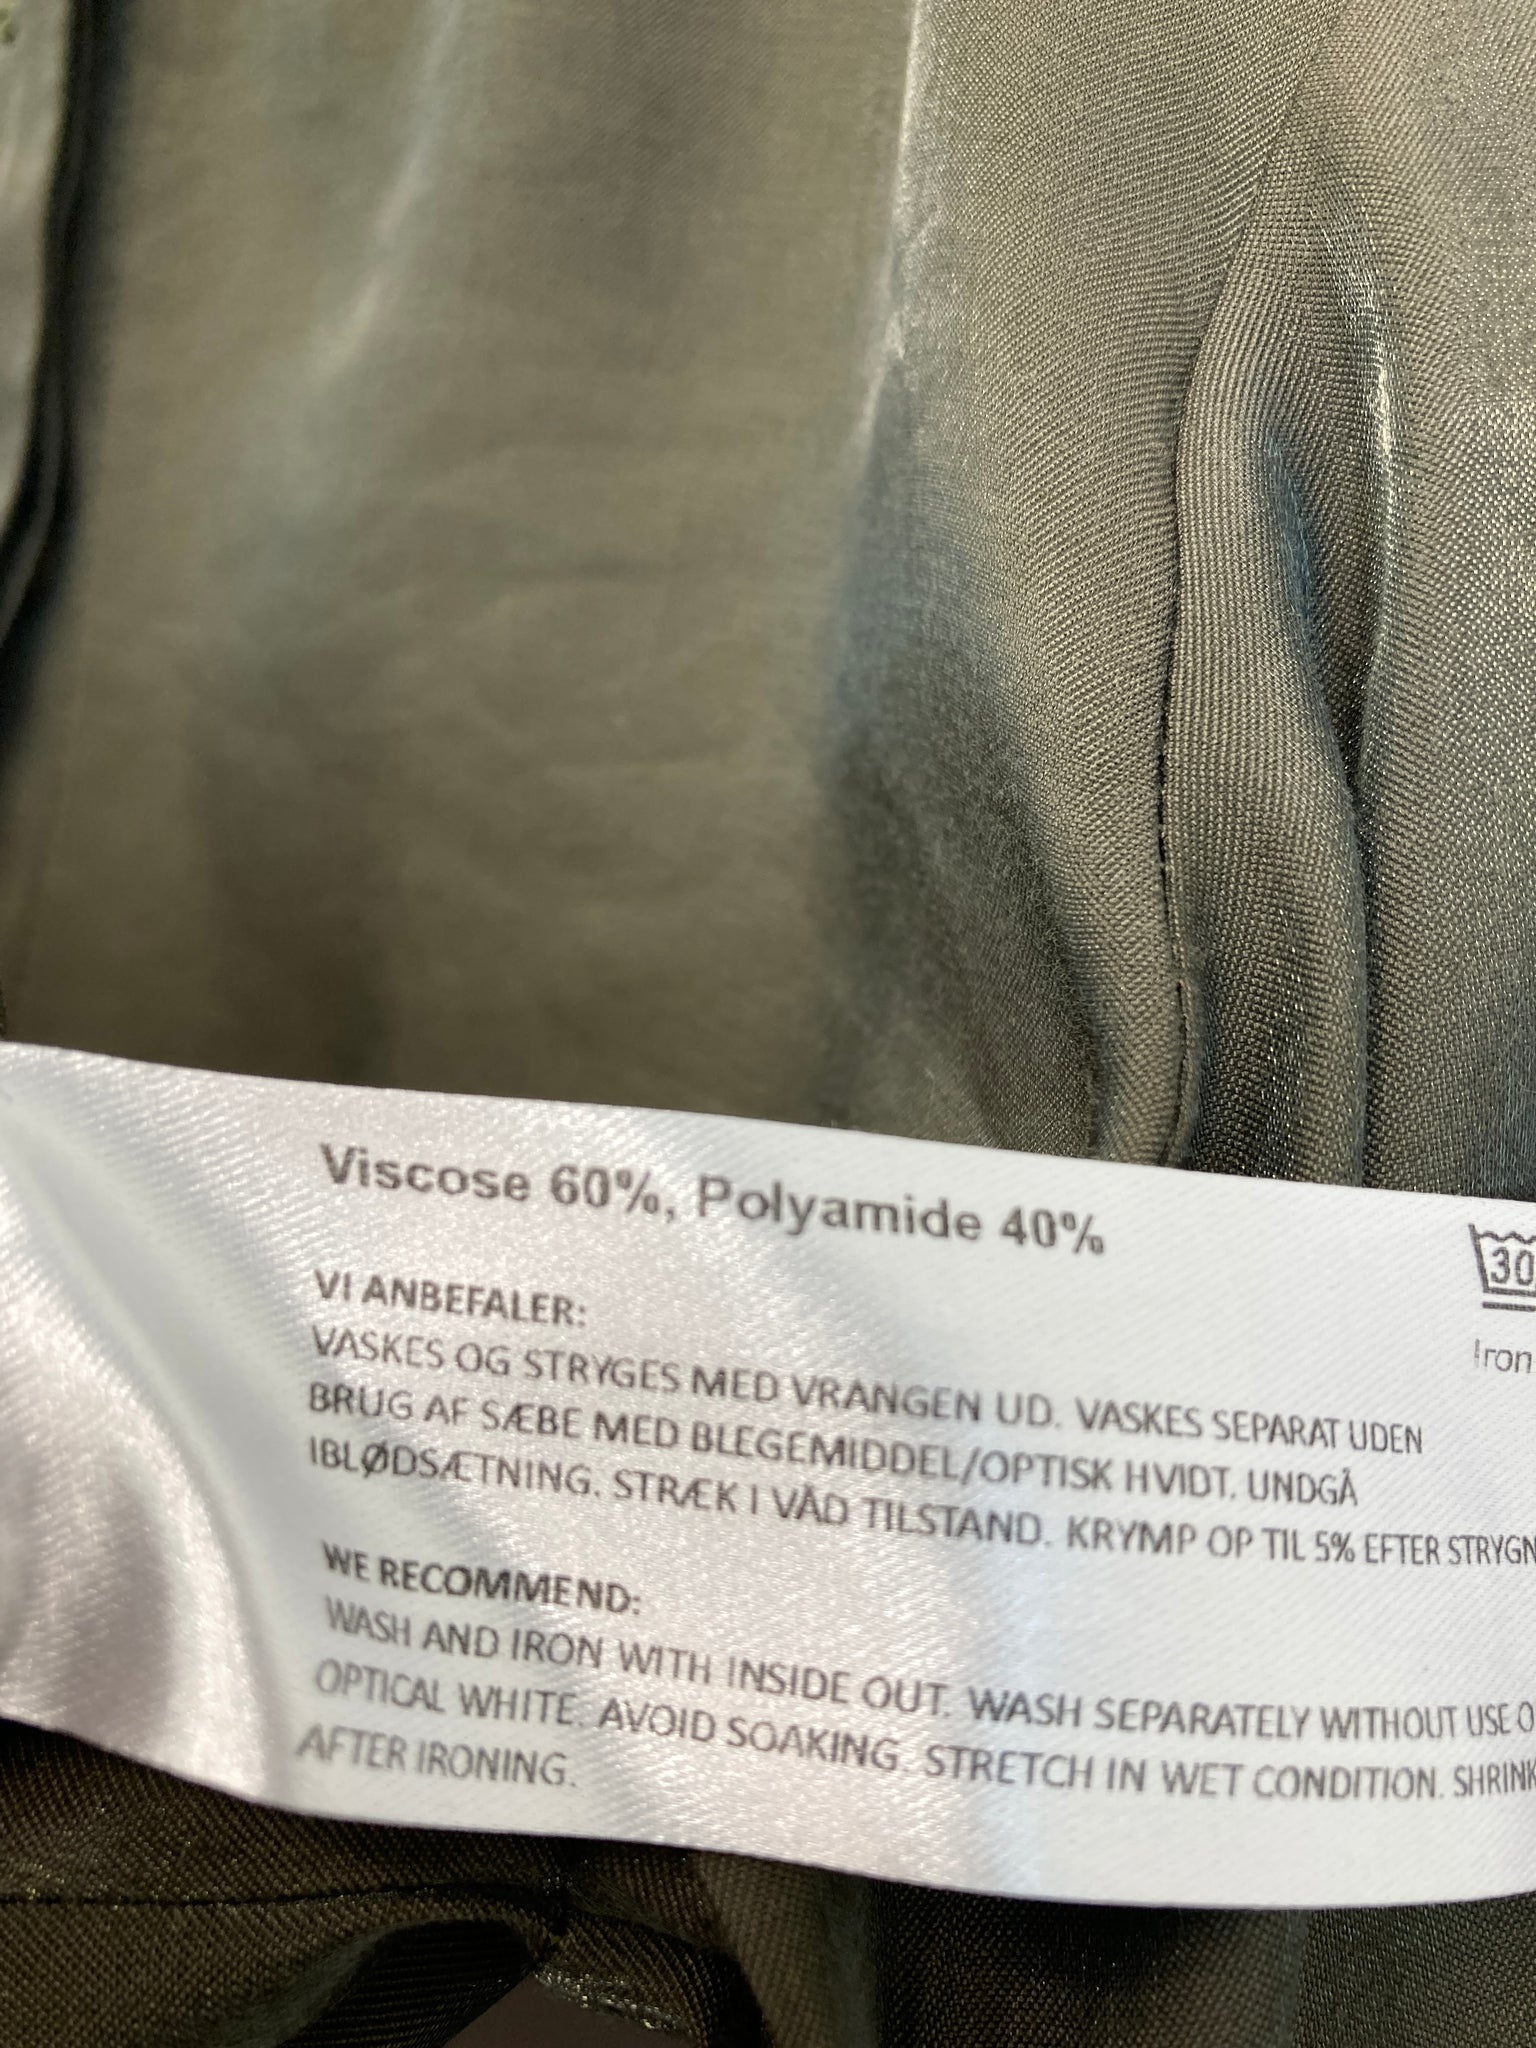 Viscose 60%, Polyamide 40%
30
Iron
VI ANBEFALER:
VASKES OG STRYGES MED VRANGEN UD. VASKES SEPARAT UDEN
BRUG AF SÆBE MED BLEGEMIDDEL/OPTISK HVIDT. UNDGÅ
IBLØDSÆTNING. STRÆK I VÅD TILSTAND. KRYMP OP TIL 5% EFTER STRYGN
WE RECOMMEND:
WASH AND IRON WITH INSIDE OUT. WASH SEPARATELY WITHOUT USE O
OPTICAL WHITE. AVOID SOAKING. STRETCH IN WET CONDITION. SHRINK
AFTER IRONING.